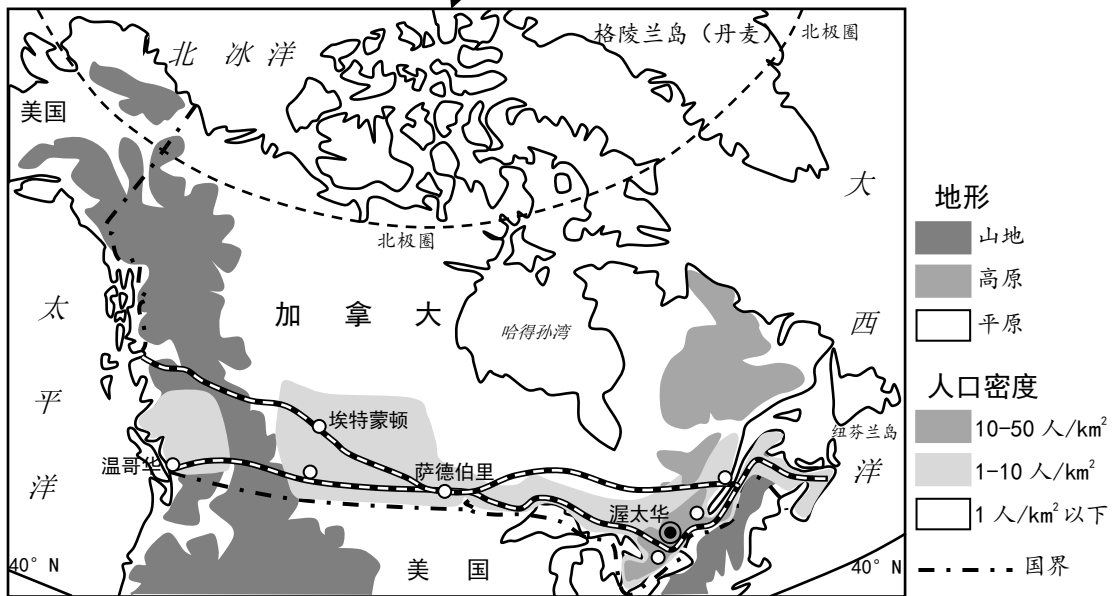 北冰洋
格陵兰岛（丹麦）
北极圈
美国
大
北极圈
太
加拿大
哈得孙湾
西
平
埃特蒙顿
纽芬兰岛
温哥华
萨德伯里
洋
洋
渥太华
40° N
美国
40° N
地形
山地
高原
平原
人口密度
10-50 人/km²
1-10 人/km²
1 人/km²以下
国界